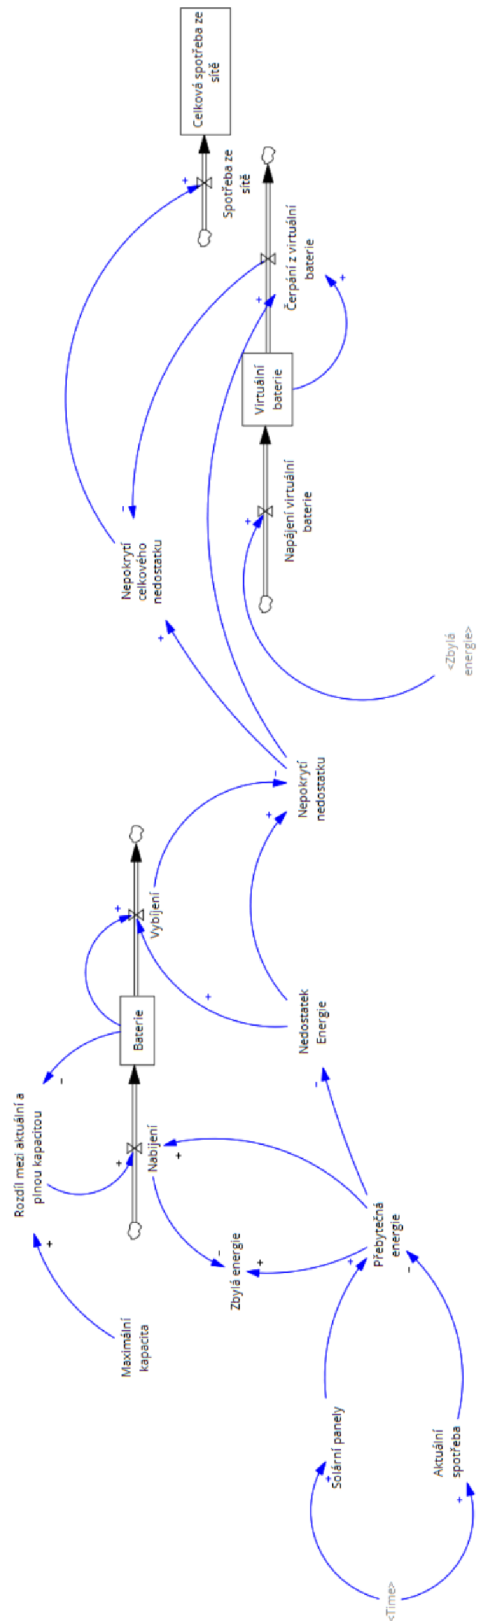 Maximální
kapacita
Rozdíl mezi aktuální a
plnou kapacitou
Baterie
Nabíjení
Vybíjení
Zbylá energie
<Time>
Solární panely
Aktuální
spotřeba
Přebytečná
energie
Nedostatek
Energie
Nepokrytí
nedostatku
Nepokrytí
celkového
nedostatku
<Zbylá
energie>
Napájení virtuální
baterie
Virtuální
baterie
Čerpání z virtuální
baterie
Spotřeba ze
sítě
Celková spotřeba ze
sítě